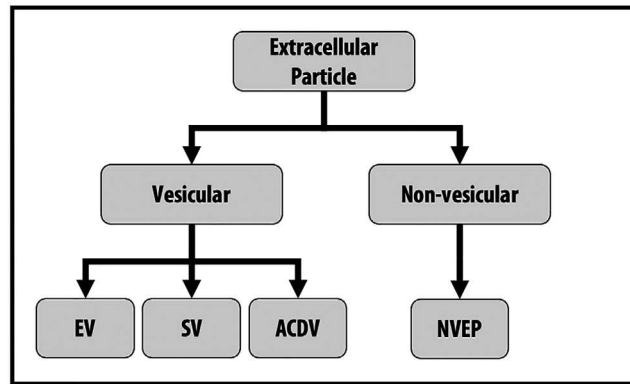 Extracellular
Particle
Vesicular
Non-vesicular
EV
SV
ACDV
NVEP